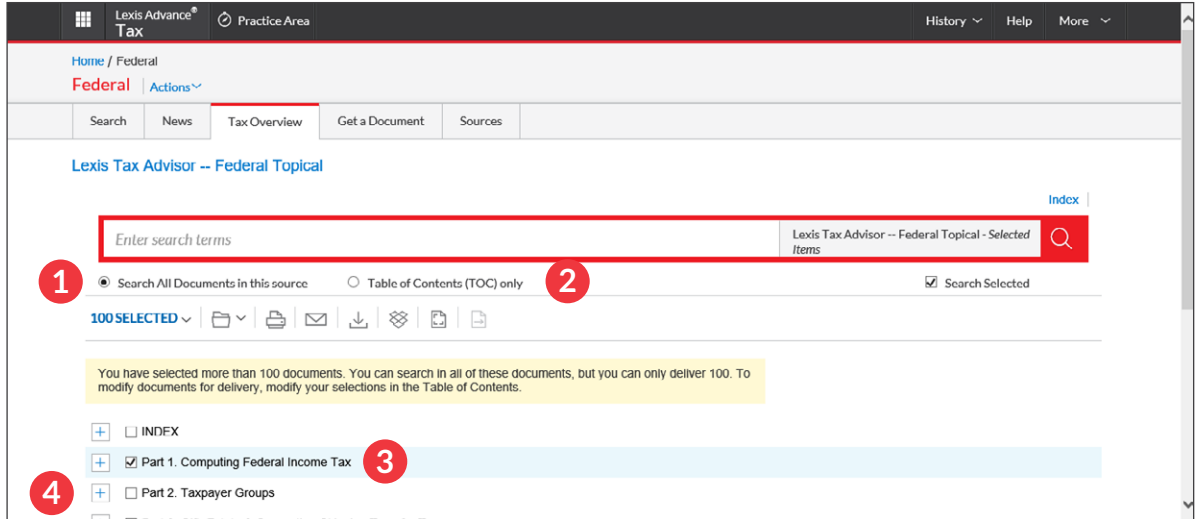 Lexis Advance®
Tax
Practice Area
History
Help
More
Home / Federal
Federal
Actions
Search
News
Tax Overview
Get a Document
Sources
Lexis Tax Advisor -- Federal Topical
Index
Enter search terms
Lexis Tax Advisor -- Federal Topical - Selected
Items
1
Search All Documents in this source
Table of Contents (TOC) only
2
Search Selected
100 SELECTED
You have selected more than 100 documents. You can search in all of these documents, but you can only deliver 100. To
modify documents for delivery, modify your selections in the Table of Contents.
INDEX
Part 1. Computing Federal Income Tax
3
4
Part 2. Taxpayer Groups